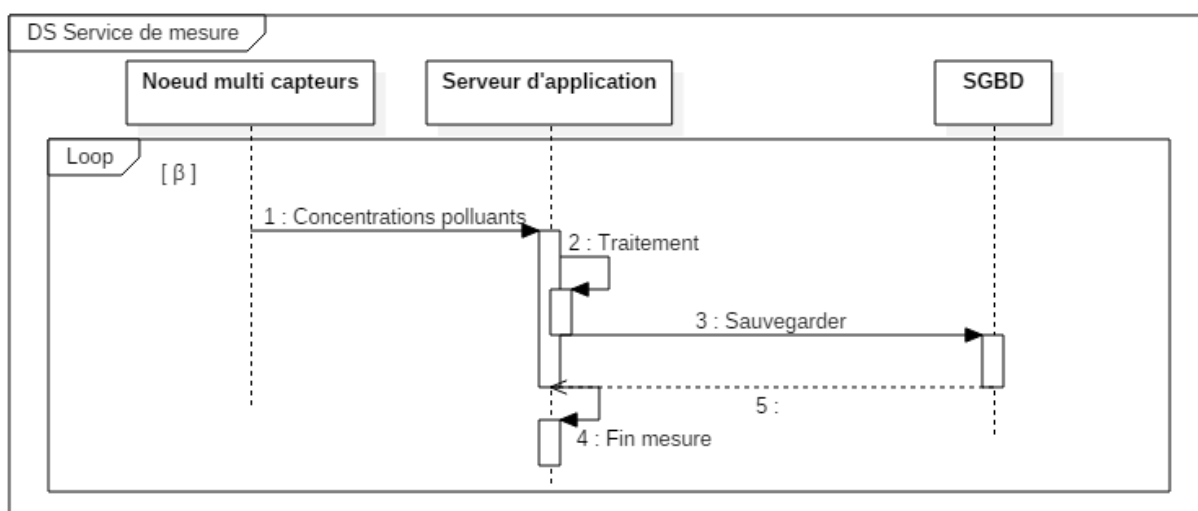 DS Service de mesure
Noeud multi capteurs
Serveur d'application
SGBD
Loop
[ β ]
1 : Concentrations polluants
2 : Traitement
3 : Sauvegarder
5 :
4 : Fin mesure